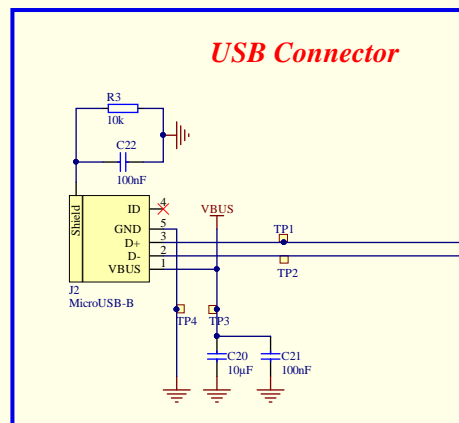 USB Connector
R3
10k
C22
100nF
Shield
ID
4
GND
5
D+
3
D-
2
VBUS
1
VBUS
TP1
TP2
J2
MicroUSB-B
TP4
TP3
C20
10µF
C21
100nF